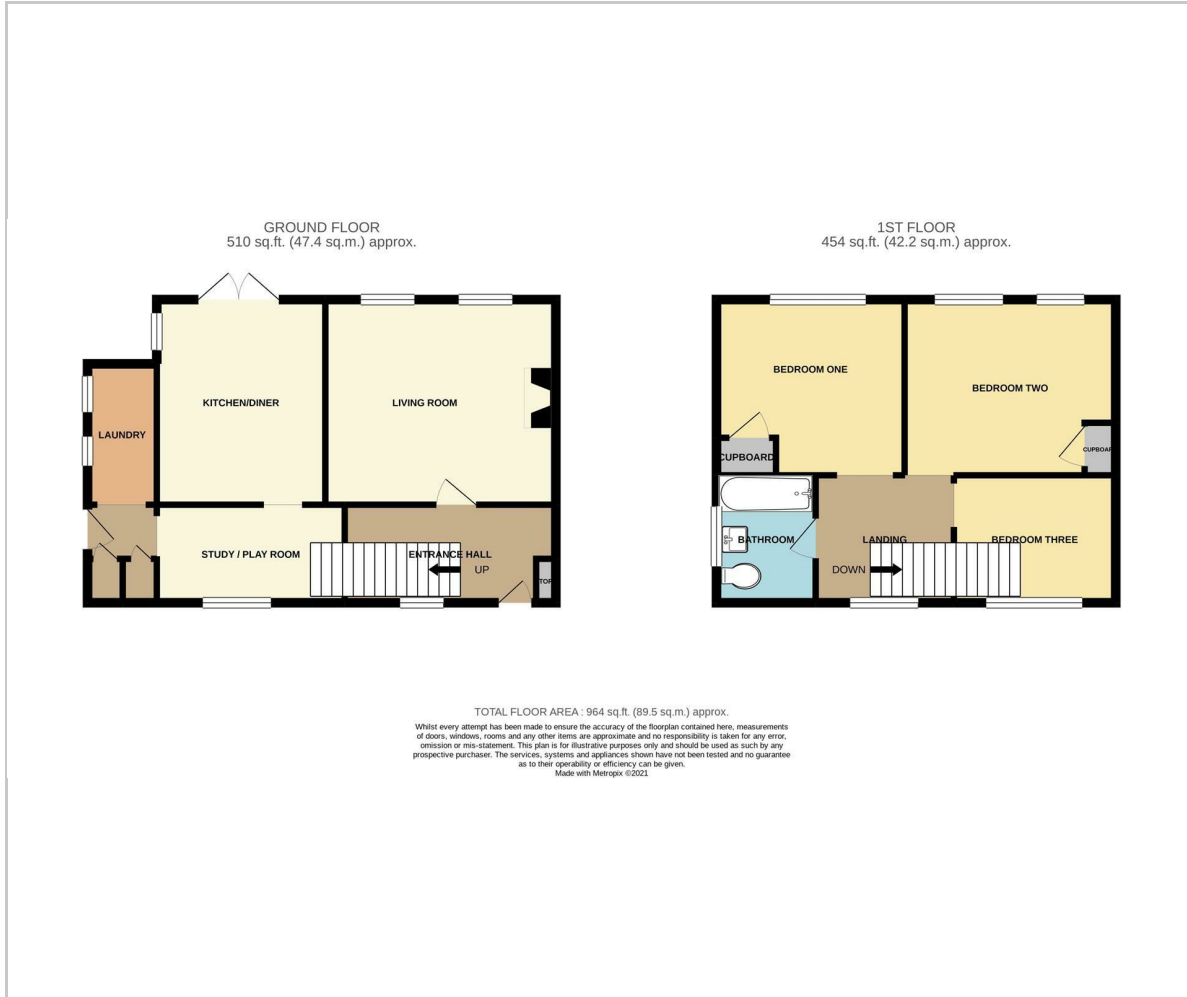 GROUND FLOOR
510 sq.ft. (47.4 sq.m.) approx.
KITCHEN/DINER
LIVING ROOM
LAUNDRY
STUDY / PLAY ROOM
ENTRANCE HALL
UP
TOR
1ST FLOOR
454 sq.ft. (42.2 sq.m.) approx.
BEDROOM ONE
BEDROOM TWO
CUPBOARD
CUPBOAR
BATHROOM
LANDING
BEDROOM THREE
DOWN
TOTAL FLOOR AREA : 964 sq.ft. (89.5 sq.m.) approx.
Whilst every attempt has been made to ensure the accuracy of the floorplan contained here, measurements
of doors, windows, rooms and any other items are approximate and no responsibility is taken for any error,
omission or mis-statement. This plan is for illustrative purposes only and should be used as such by any
prospective purchaser. The services, systems and appliances shown have not been tested and no guarantee
as to their operability or efficiency can be given.
Made with Metropix ©2021